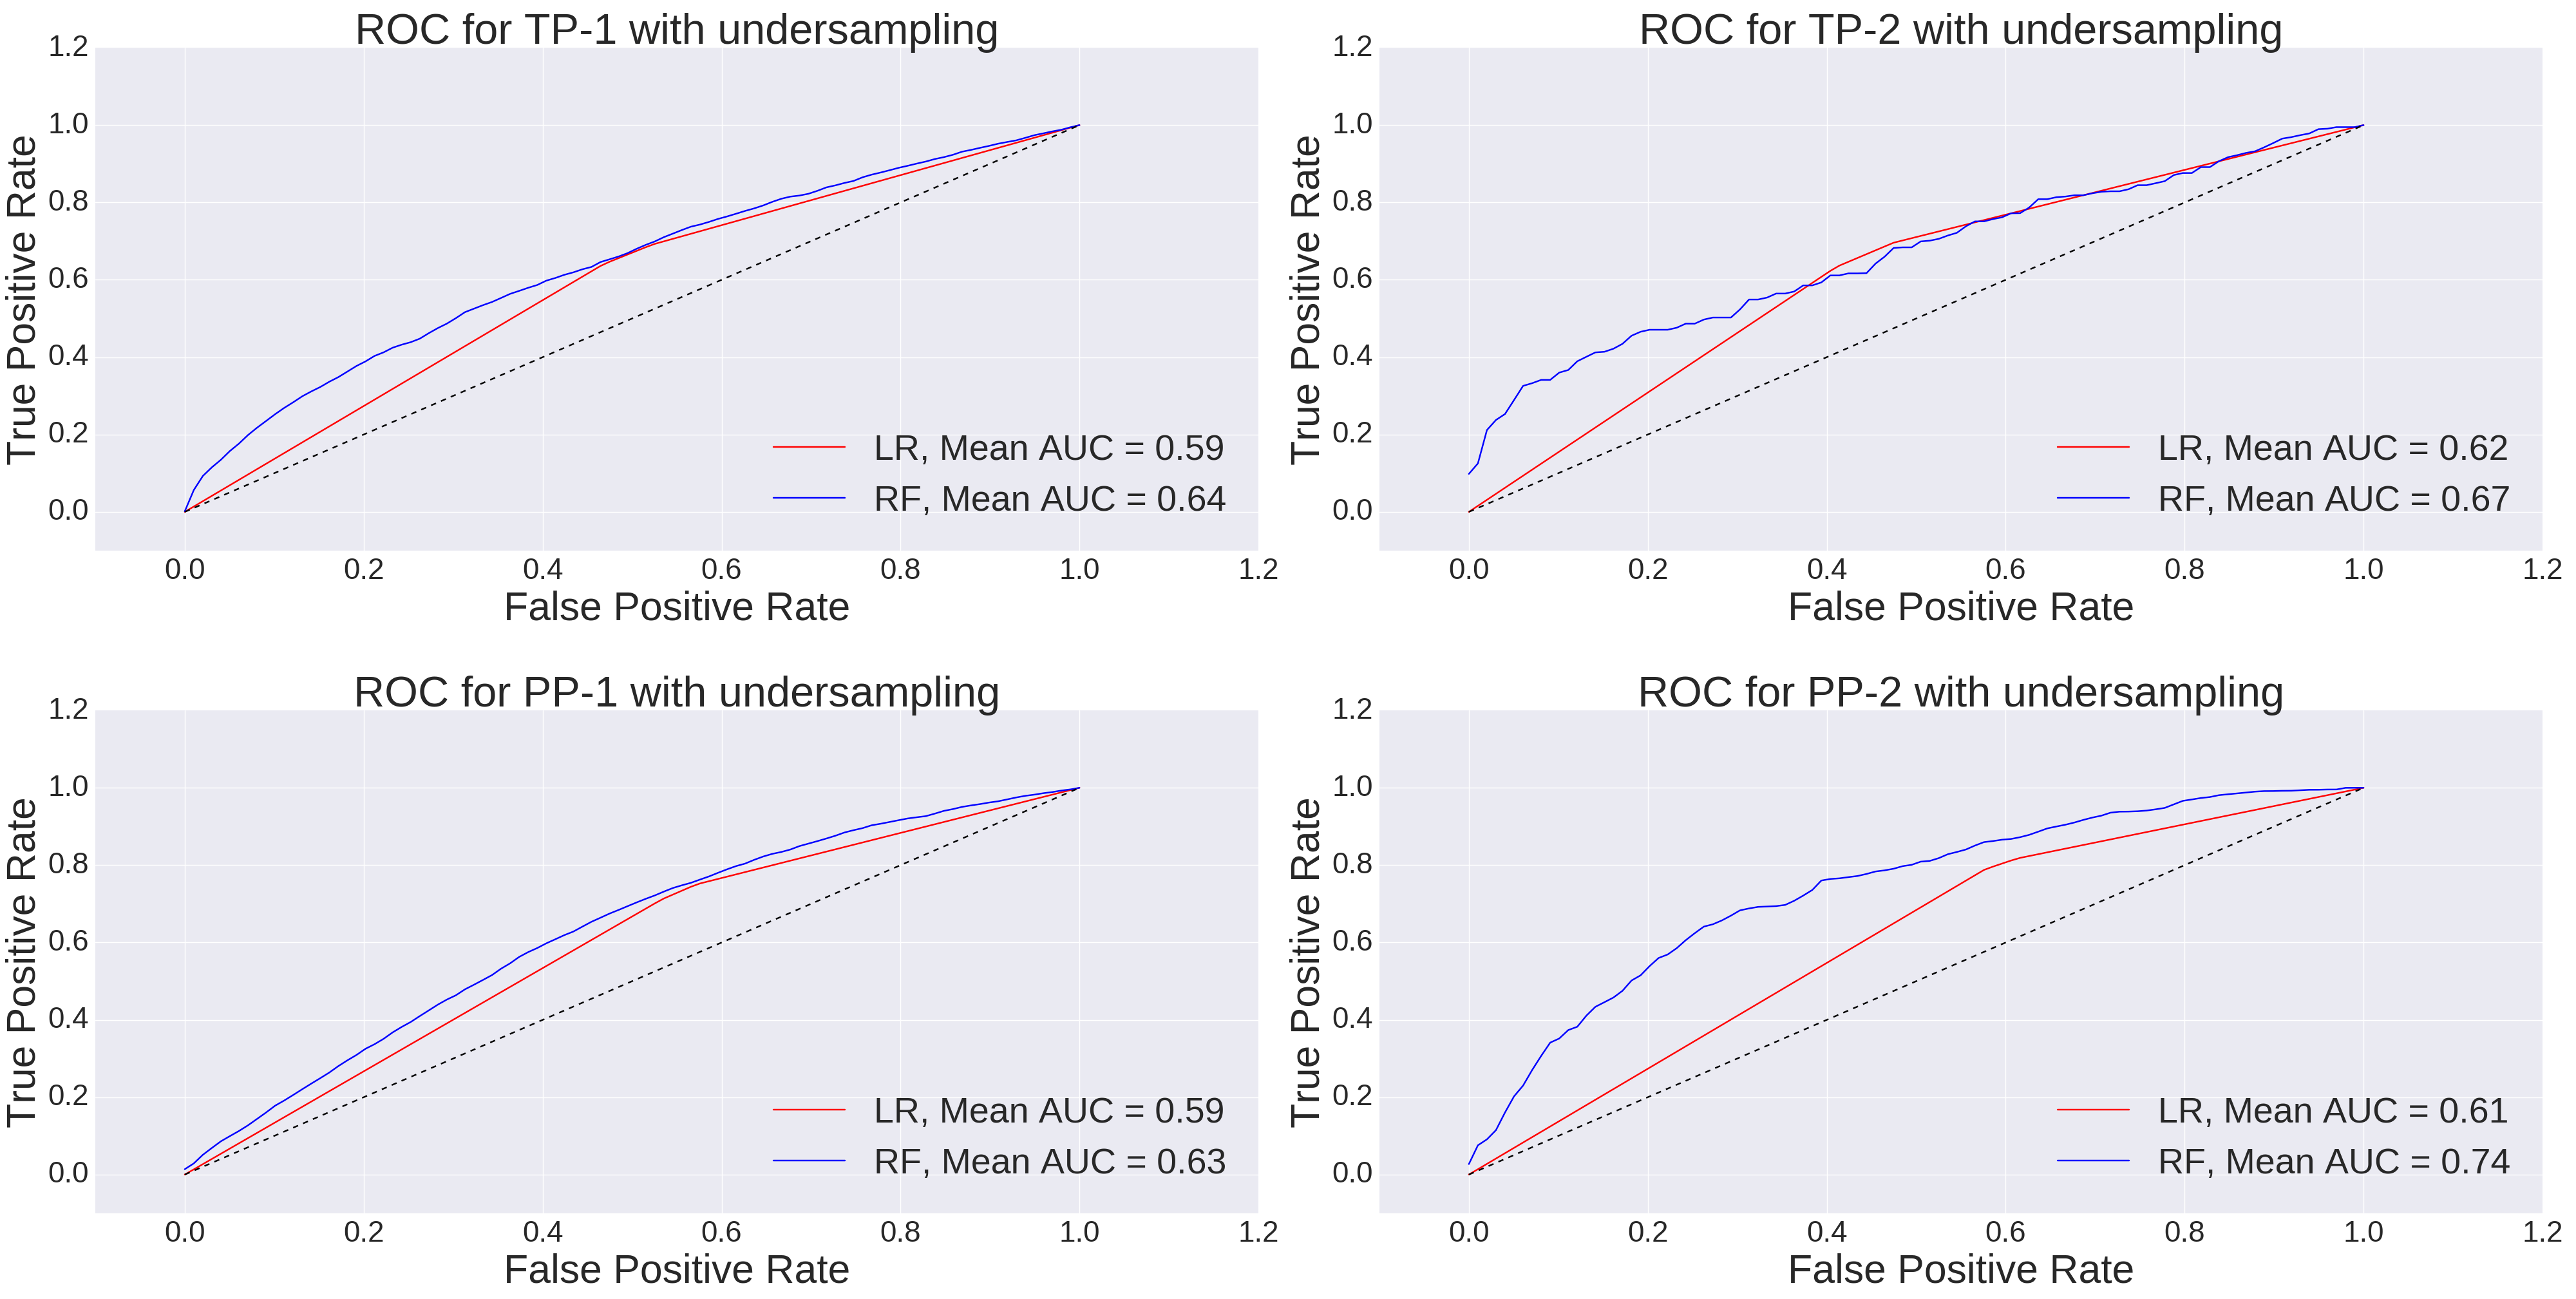 ROC for TP-1 with undersampling
1.2
1.0
0.8
0.6
0.4
0.2
0.0
True Positive Rate
LR, Mean AUC = 0.59
RF, Mean AUC = 0.64
0.0 0.2 0.4 0.6 0.8 1.0 1.2
False Positive Rate
ROC for TP-2 with undersampling
1.2
1.0
0.8
0.6
0.4
0.2
0.0
True Positive Rate
LR, Mean AUC = 0.62
RF, Mean AUC = 0.67
0.0 0.2 0.4 0.6 0.8 1.0 1.2
False Positive Rate
ROC for PP-1 with undersampling
1.2
1.0
0.8
0.6
0.4
0.2
0.0
True Positive Rate
LR, Mean AUC = 0.59
RF, Mean AUC = 0.63
0.0 0.2 0.4 0.6 0.8 1.0 1.2
False Positive Rate
ROC for PP-2 with undersampling
1.2
1.0
0.8
0.6
0.4
0.2
0.0
True Positive Rate
LR, Mean AUC = 0.61
RF, Mean AUC = 0.74
0.0 0.2 0.4 0.6 0.8 1.0 1.2
False Positive Rate